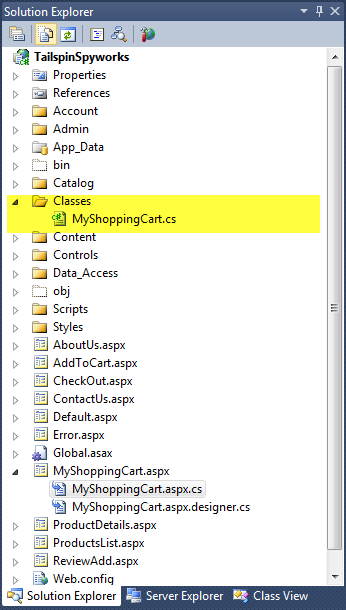 Solution Explorer
TailspinSpyworks
Properties
References
Account
Admin
App_Data
bin
Catalog
Classes
MyShoppingCart.cs
Content
Controls
Data_Access
obj
Scripts
Styles
AboutUs.aspx
AddToCart.aspx
CheckOut.aspx
ContactUs.aspx
Default.aspx
Error.aspx
Global.asax
MyShoppingCart.aspx
MyShoppingCart.aspx.cs
MyShoppingCart.aspx.designer.cs
ProductDetails.aspx
ProductsList.aspx
ReviewAdd.aspx
Web.config
Solution Explorer Server Explorer Class View